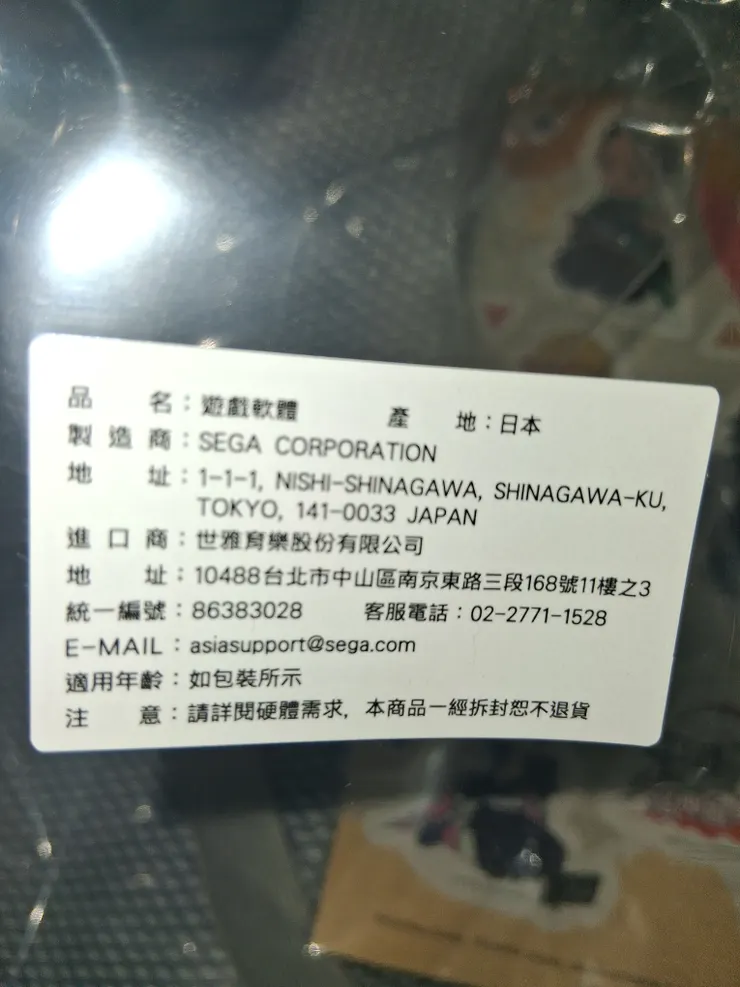 品　　名：遊戲軟體　　產　　地：日本
製 造 商：SEGA CORPORATION
地　　址：1-1-1, NISHI-SHINAGAWA, SHINAGAWA-KU,
TOKYO, 141-0033 JAPAN
進 口 商：世雅育樂股份有限公司
地　　址：10488台北市中山區南京東路三段168號11樓之3
統一編號：86383028　　客服電話：02-2771-1528
E-MAIL：asiasupport@sega.com
適用年齡：如包裝所示
注　　意：請詳閱硬體需求, 本商品一經拆封恕不退貨